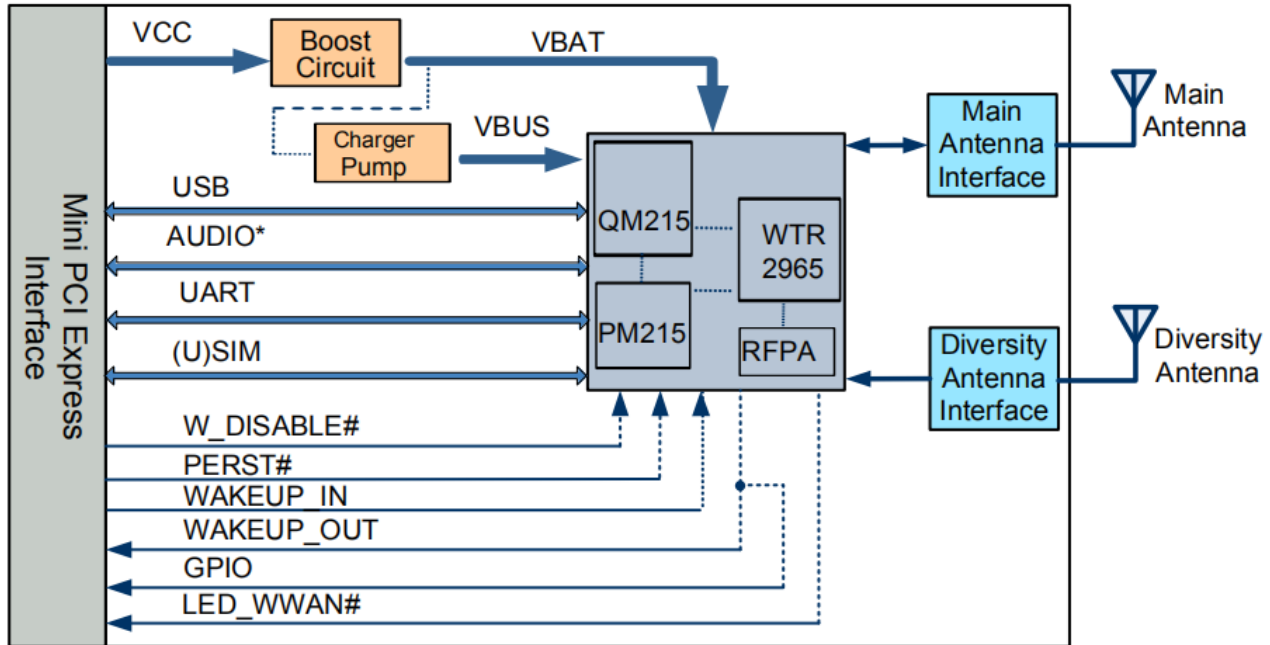 VCC
Boost
Circuit
VBAT
Charger
Pump
VBUS
Mini PCI Express
Interface
USB
AUDIO*
UART
(U)SIM
QM215
WTR
2965
PM215
RFPA
Main
Antenna
Interface
Main
Antenna
Diversity
Antenna
Interface
Diversity
Antenna
W_DISABLE#
PERST#
WAKEUP_IN
WAKEUP_OUT
GPIO
LED_WWAN#